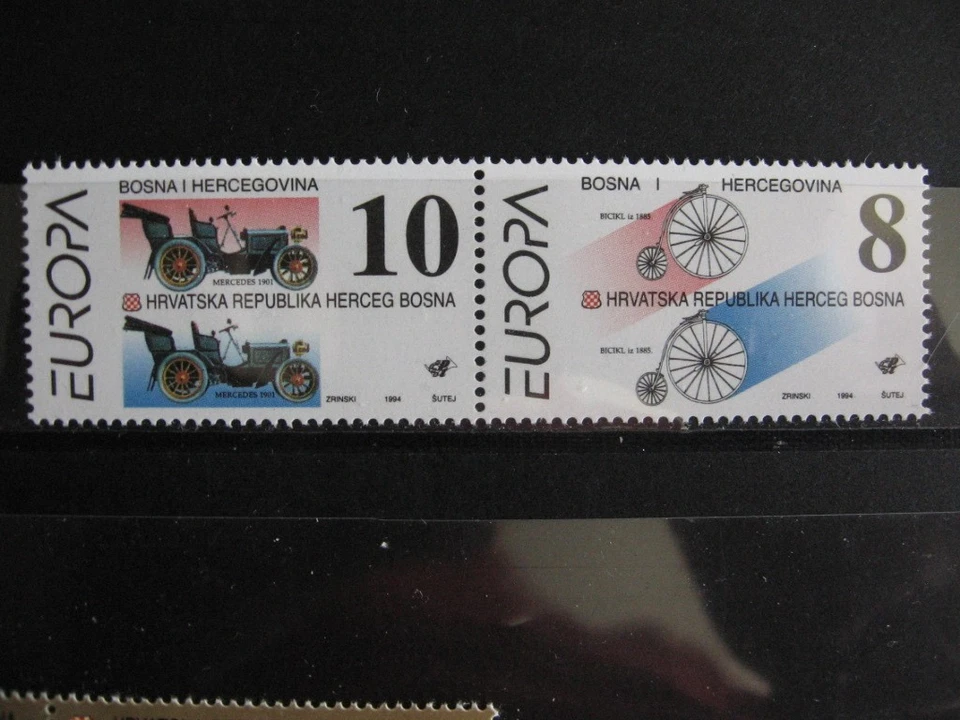 EUROPA
BOSNA I HERCEGOVINA
10
MERCEDES 1901
HRVATSKA REPUBLIKA HERCEG BOSNA
MERCEDES 1901
ZRINSKI 1994 ŠUTEJ
EUROPA
BOSNA I HERCEGOVINA
8
BICIKL iz 1885.
HRVATSKA REPUBLIKA HERCEG BOSNA
BICIKL iz 1885.
ZRINSKI 1994 ŠUTEJ